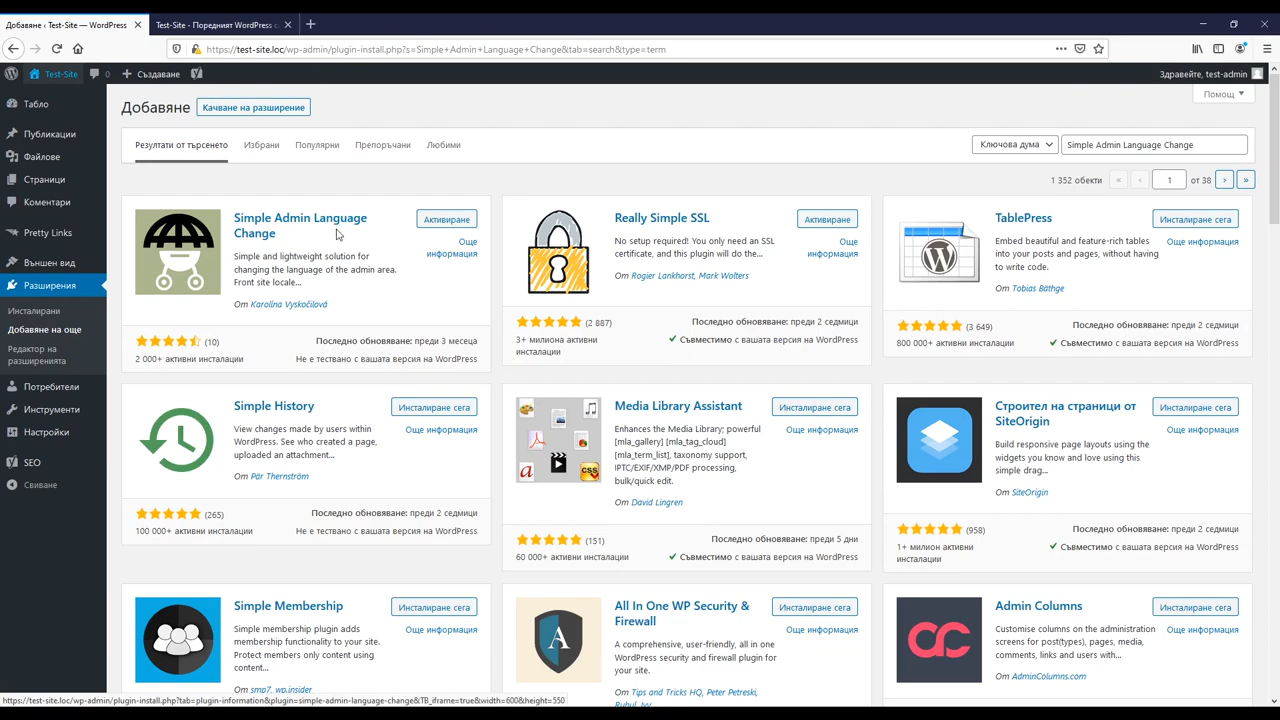 Добавяне ‹ Test-Site — WordPress
Test-Site - Поредният WordPress с
https://test-site.loc/wp-admin/plugin-install.php?s=Simple+Admin+Language+Change&tab=search&type=term
Test-Site
0
Създаване
Здравейте, test-admin
Помощ
Табло
Публикации
Файлове
Страници
Коментари
Pretty Links
Външен вид
Разширения
Инсталирани
Добавяне на още
Редактор на
разширенията
Потребители
Инструменти
Настройки
SEO
Свиване
Добавяне
Качване на разширение
Резултати от търсенето
Избрани
Популярни
Препоръчани
Любими
Ключова дума
Simple Admin Language Change
1 352 обекти
«
‹
1
от 38
›
»
Simple Admin Language
Change
Активиране
Още
информация
Simple and lightweight solution for
changing the language of the admin area.
Front site locale...
От Karolína Vyskočilová
(10)
2 000+ активни инсталации
Последно обновяване: преди 3 месеца
Не е тествано с вашата версия на WordPress
Really Simple SSL
Активиране
Още
информация
No setup required! You only need an SSL
certificate, and this plugin will do the...
От Rogier Lankhorst, Mark Wolters
(2 887)
3+ милиона активни
инсталации
Последно обновяване: преди 2 седмици
Съвместимо с вашата версия на WordPress
TablePress
Инсталиране сега
Още информация
Embed beautiful and feature-rich tables
into your posts and pages, without having
to write code.
От Tobias Bäthge
(3 649)
800 000+ активни инсталации
Последно обновяване: преди 2 седмици
Съвместимо с вашата версия на WordPress
Simple History
Инсталиране сега
Още информация
View changes made by users within
WordPress. See who created a page,
uploaded an attachment...
От Pär Thernström
(265)
100 000+ активни инсталации
Последно обновяване: преди 2 седмици
Не е тествано с вашата версия на WordPress
Media Library Assistant
Инсталиране сега
Още информация
Enhances the Media Library; powerful
[mla_gallery] [mla_tag_cloud]
[mla_term_list], taxonomy support,
IPTC/EXIF/XMP/PDF processing,
bulk/quick edit.
От David Lingren
a
CSS
(151)
60 000+ активни инсталации
Последно обновяване: преди 5 дни
Съвместимо с вашата версия на WordPress
Строител на страници от
SiteOrigin
Инсталиране сега
Още информация
Build responsive page layouts using the
widgets you know and love using this
simple drag...
От SiteOrigin
(958)
1+ милион активни
инсталации
Последно обновяване: преди 2 седмици
Съвместимо с вашата версия на WordPress
Simple Membership
Инсталиране сега
Още информация
Simple membership plugin adds
membership functionality to your site.
Protect members only content using
content...
От smp7, wp.insider
All In One WP Security &
Firewall
Инсталиране сега
Още информация
A comprehensive, user-friendly, all in one
WordPress security and firewall plugin for
your site.
От Tips and Tricks HQ, Peter Petreski,
Ruhul, Ivy
A
Admin Columns
Инсталиране сега
Още информация
Customise columns on the administration
screens for post(types), pages, media,
comments, links and users with...
От AdminColumns.com
ac
https://test-site.loc/wp-admin/plugin-install.php?tab=plugin-information&plugin=simple-admin-language-change&TB_iframe=true&width=600&height=550